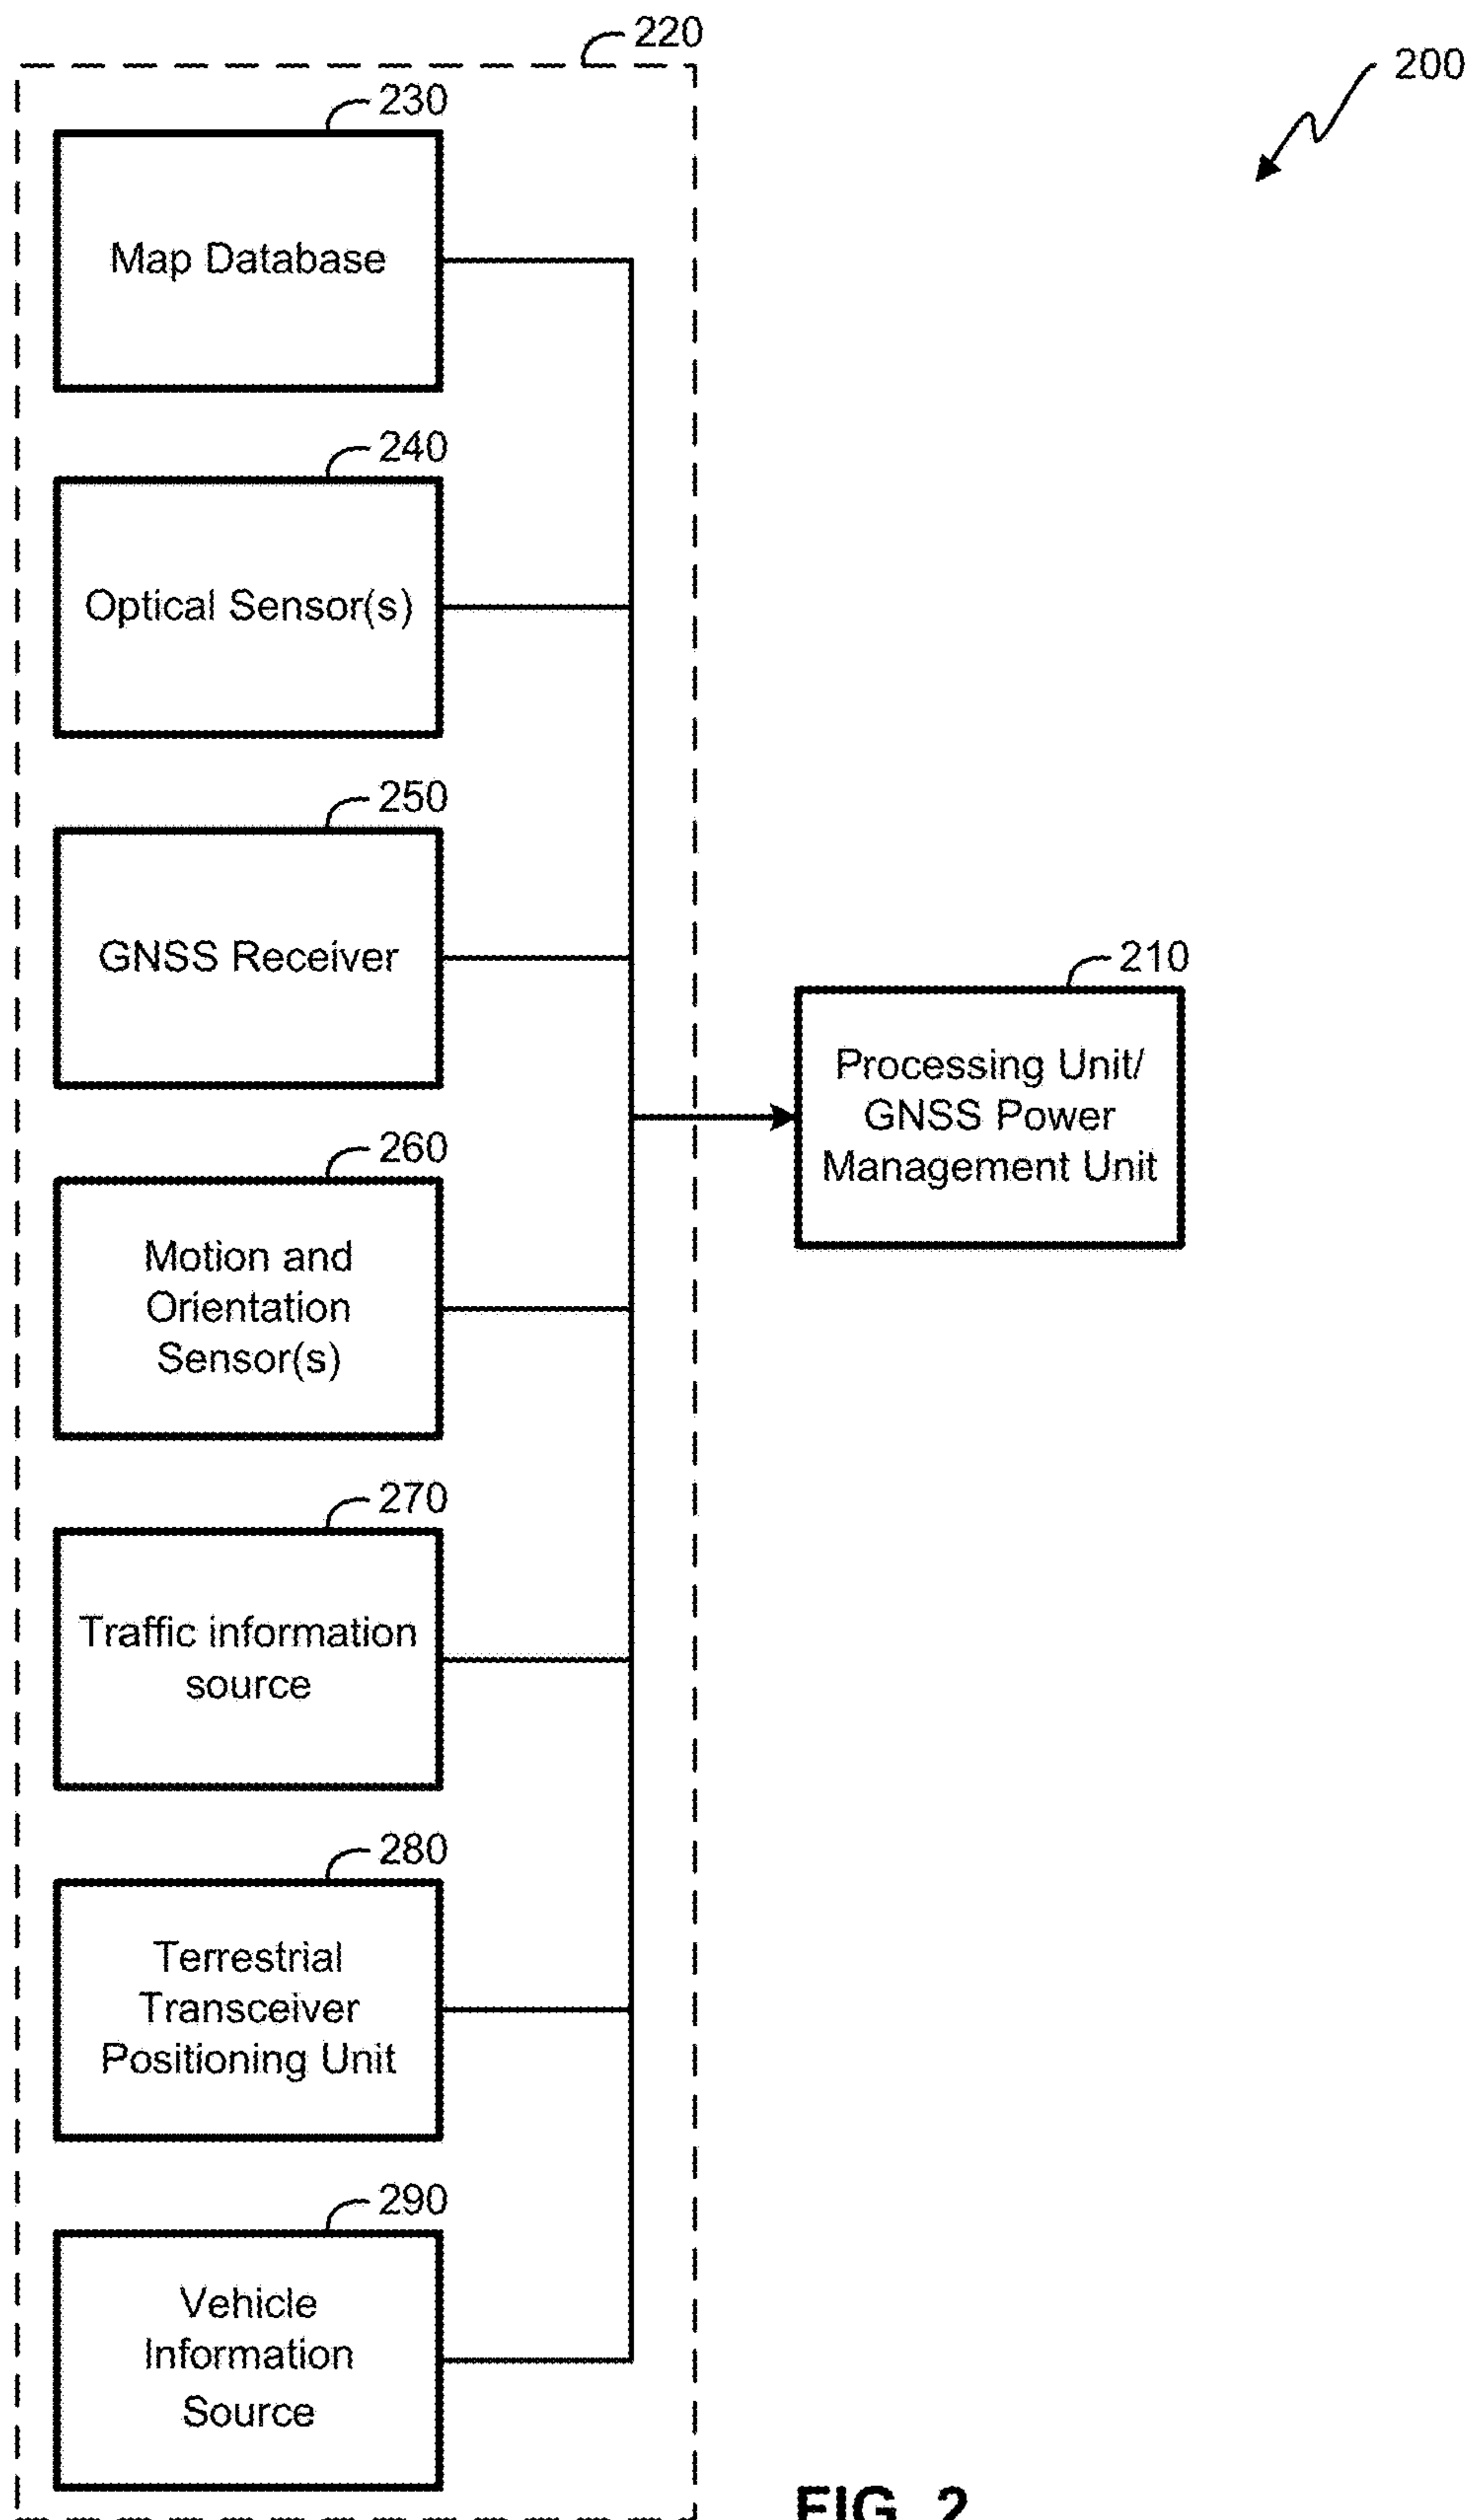 220
200
230
Map Database
240
Optical Sensor(s)
250
GNSS Receiver
210
Processing Unit/
GNSS Power
Management Unit
260
Motion and
Orientation
Sensor(s)
270
Traffic information
source
280
Terrestrial
Transceiver
Positioning Unit
290
Vehicle
Information
Source
FIG. 2